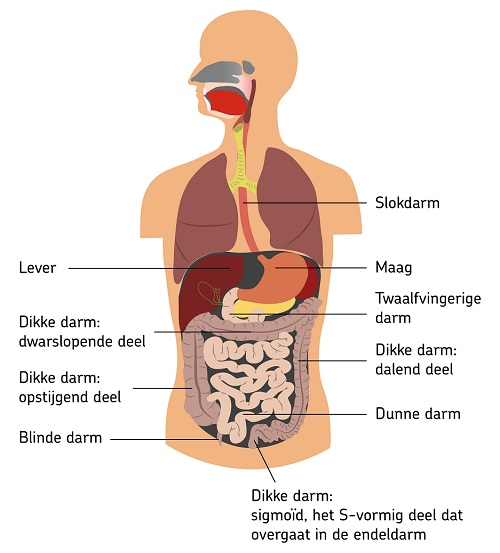 Slokdarm
Lever
Maag
Twaalfvingerige
darm
Dikke darm:
dwarslopende deel
Dikke darm:
dalend deel
Dikke darm:
opstijgend deel
Dunne darm
Blinde darm
Dikke darm:
sigmoïd, het S-vormig deel dat
overgaat in de endeldarm